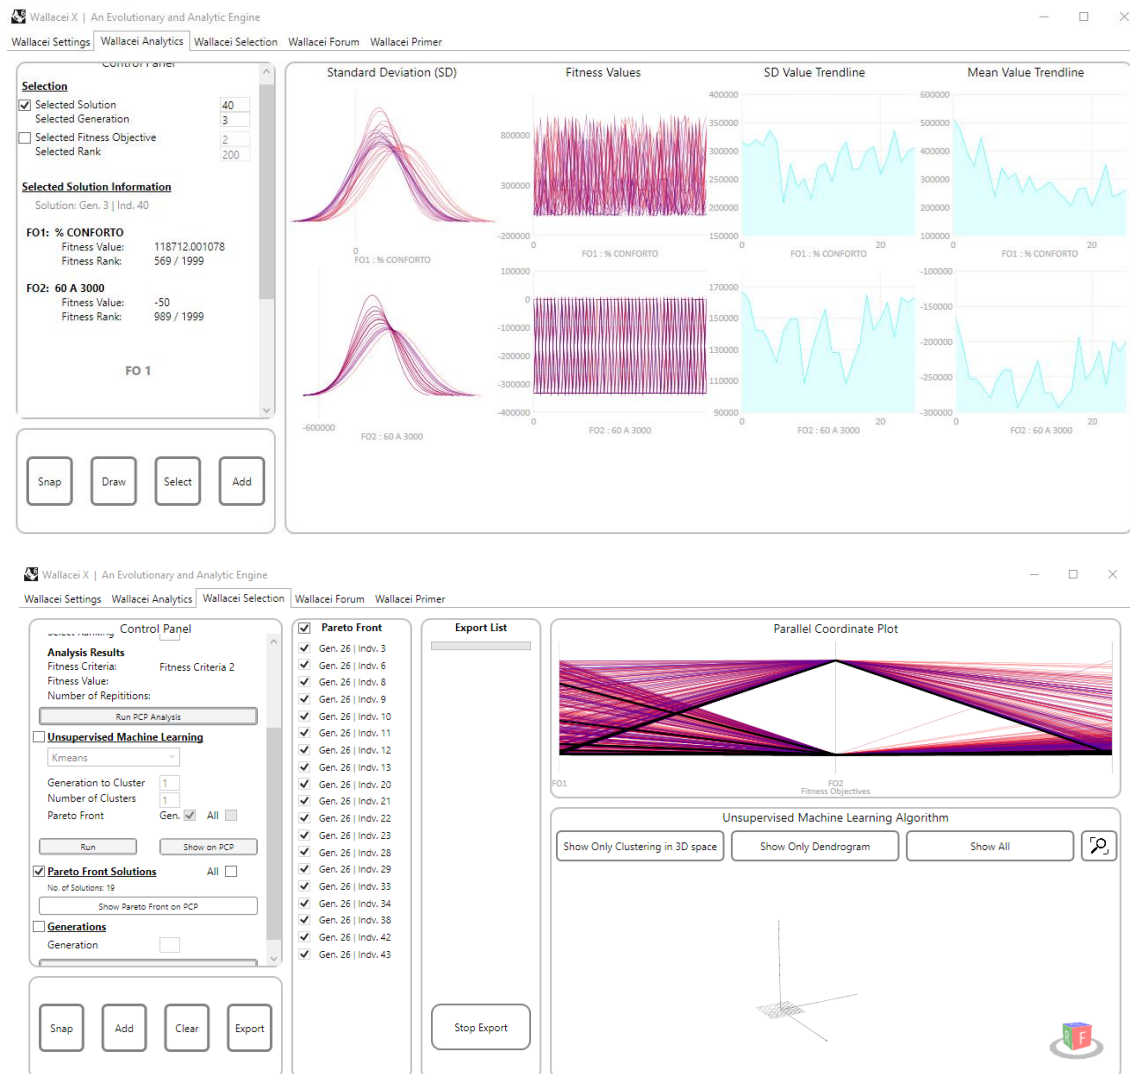 Wallacei X | An Evolutionary and Analytic Engine
Wallacei Settings Wallacei Analytics Wallacei Selection Wallacei Forum Wallacei Primer
Control Panel
Selection
Selected Solution 40
Selected Generation 3
Selected Fitness Objective 2
Selected Rank 200
Selected Solution Information
Solution: Gen. 3 | Ind. 40
FO1: % CONFORTO
Fitness Value: 118712.001078
Fitness Rank: 569 / 1999
FO2: 60 A 3000
Fitness Value: -50
Fitness Rank: 989 / 1999
FO 1
Snap Draw Select Add
Standard Deviation (SD) Fitness Values SD Value Trendline Mean Value Trendline
0
FO1 : % CONFORTO
800000
300000
-200000
0
FO1 : % CONFORTO
400000
350000
300000
250000
200000
150000
0 20
FO1 : % CONFORTO
600000
500000
400000
300000
200000
100000
0 20
FO1 : % CONFORTO
-600000
FO2 : 60 A 3000
100000
0
-100000
-200000
-300000
-400000
0
FO2 : 60 A 3000
170000
150000
130000
110000
90000
0 20
FO2 : 60 A 3000
-100000
-150000
-200000
-250000
-300000
0 20
FO2 : 60 A 3000
Wallacei X | An Evolutionary and Analytic Engine
Wallacei Settings Wallacei Analytics Wallacei Selection Wallacei Forum Wallacei Primer
Control Panel
Select Ranking
Analysis Results
Fitness Criteria: Fitness Criteria 2
Fitness Value:
Number of Repititions:
Run PCP Analysis
Unsupervised Machine Learning
Kmeans
Generation to Cluster 1
Number of Clusters 1
Pareto Front Gen. All
Run Show on PCP
Pareto Front Solutions All
No. of Solutions: 19
Show Pareto Front on PCP
Generations
Generation
Snap Add Clear Export
Pareto Front
Gen. 26 | Indv. 3
Gen. 26 | Indv. 6
Gen. 26 | Indv. 8
Gen. 26 | Indv. 9
Gen. 26 | Indv. 10
Gen. 26 | Indv. 11
Gen. 26 | Indv. 12
Gen. 26 | Indv. 13
Gen. 26 | Indv. 20
Gen. 26 | Indv. 21
Gen. 26 | Indv. 22
Gen. 26 | Indv. 23
Gen. 26 | Indv. 28
Gen. 26 | Indv. 29
Gen. 26 | Indv. 33
Gen. 26 | Indv. 34
Gen. 26 | Indv. 38
Gen. 26 | Indv. 42
Gen. 26 | Indv. 43
Export List
Stop Export
Parallel Coordinate Plot
FO1 FO2
Fitness Objectives
Unsupervised Machine Learning Algorithm
Show Only Clustering in 3D space Show Only Dendrogram Show All
R F